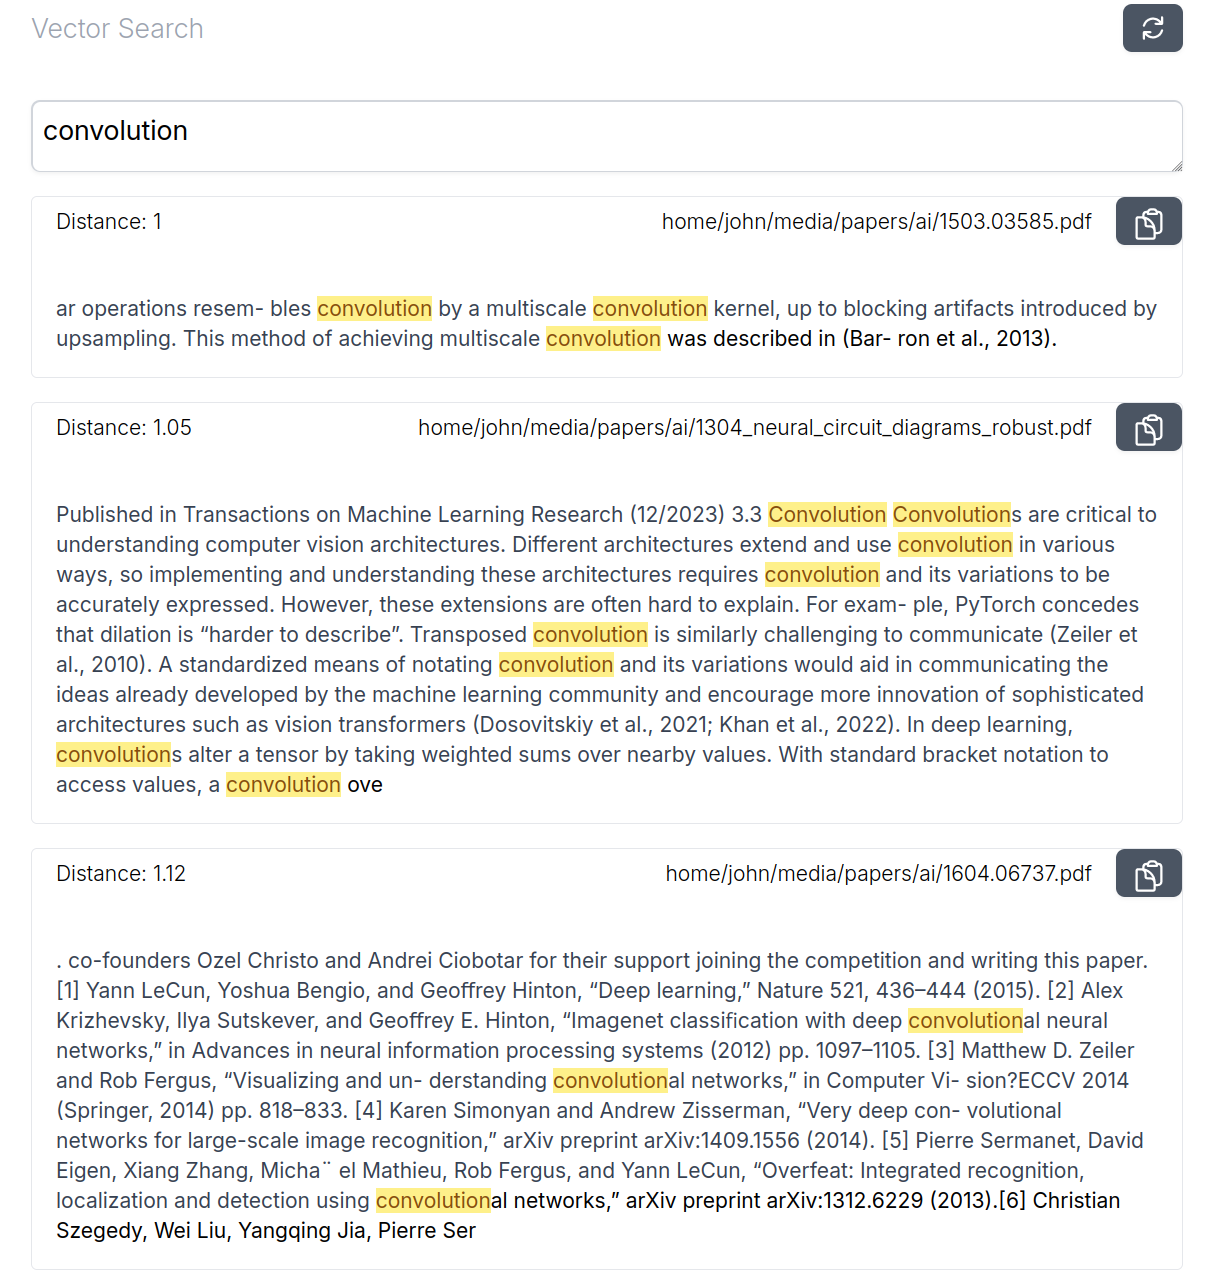 Vector Search
convolution
Distance: 1
home/john/media/papers/ai/1503.03585.pdf
ar operations resem- bles convolution by a multiscale convolution kernel, up to blocking artifacts introduced by
upsampling. This method of achieving multiscale convolution was described in (Bar- ron et al., 2013).
Distance: 1.05
home/john/media/papers/ai/1304_neural_circuit_diagrams_robust.pdf
Published in Transactions on Machine Learning Research (12/2023) 3.3 Convolution Convolutions are critical to
understanding computer vision architectures. Different architectures extend and use convolution in various
ways, so implementing and understanding these architectures requires convolution and its variations to be
accurately expressed. However, these extensions are often hard to explain. For exam- ple, PyTorch concedes
that dilation is “harder to describe”. Transposed convolution is similarly challenging to communicate (Zeiler et
al., 2010). A standardized means of notating convolution and its variations would aid in communicating the
ideas already developed by the machine learning community and encourage more innovation of sophisticated
architectures such as vision transformers (Dosovitskiy et al., 2021; Khan et al., 2022). In deep learning,
convolutions alter a tensor by taking weighted sums over nearby values. With standard bracket notation to
access values, a convolution ove
Distance: 1.12
home/john/media/papers/ai/1604.06737.pdf
. co-founders Ozel Christo and Andrei Ciobotar for their support joining the competition and writing this paper.
[1] Yann LeCun, Yoshua Bengio, and Geoffrey Hinton, “Deep learning,” Nature 521, 436–444 (2015). [2] Alex
Krizhevsky, Ilya Sutskever, and Geoffrey E. Hinton, “Imagenet classification with deep convolutional neural
networks,” in Advances in neural information processing systems (2012) pp. 1097–1105. [3] Matthew D. Zeiler
and Rob Fergus, “Visualizing and un- derstanding convolutional networks,” in Computer Vi- sion?ECCV 2014
(Springer, 2014) pp. 818–833. [4] Karen Simonyan and Andrew Zisserman, “Very deep con- volutional
networks for large-scale image recognition,” arXiv preprint arXiv:1409.1556 (2014). [5] Pierre Sermanet, David
Eigen, Xiang Zhang, Micha¨ el Mathieu, Rob Fergus, and Yann LeCun, “Overfeat: Integrated recognition,
localization and detection using convolutional networks,” arXiv preprint arXiv:1312.6229 (2013).[6] Christian
Szegedy, Wei Liu, Yangqing Jia, Pierre Ser